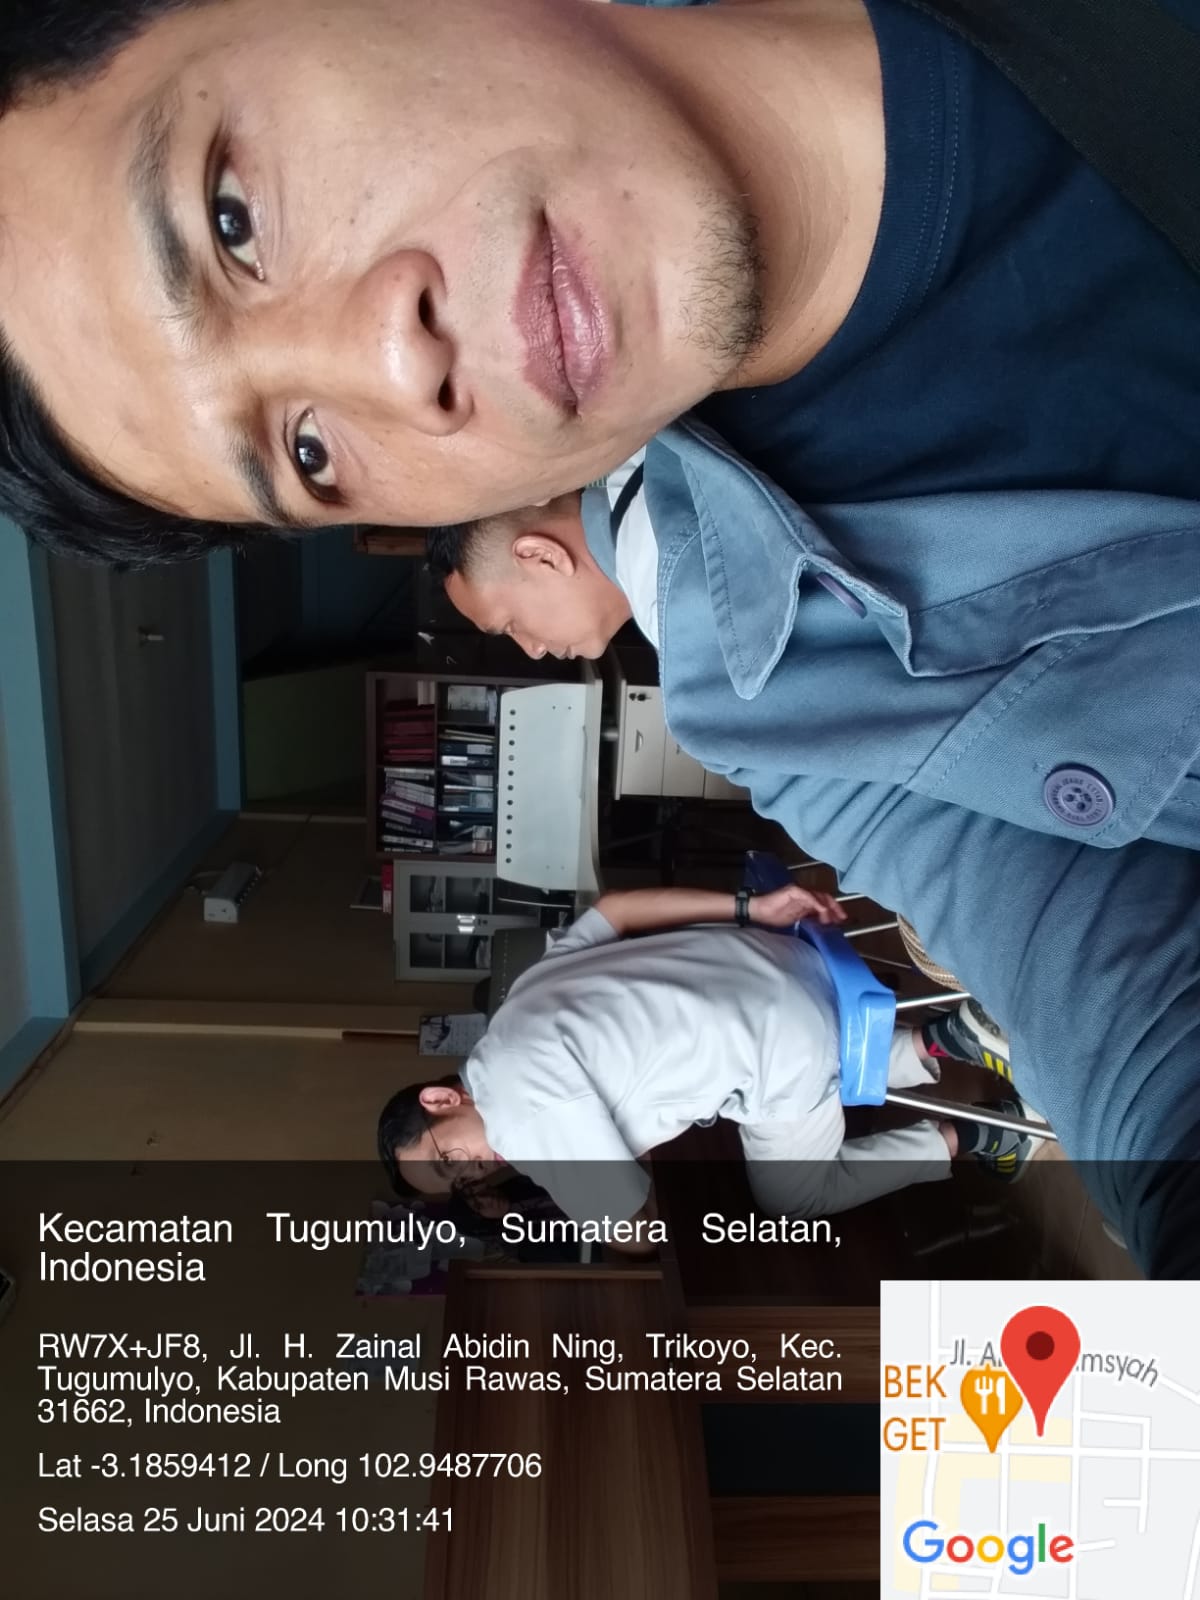 Kecamatan Tugumulyo, Sumatera Selatan,
Indonesia
RW7X+JF8, Jl. H. Zainal Abidin Ning, Trikoyo, Kec.
Tugumulyo, Kabupaten Musi Rawas, Sumatera Selatan
31662, Indonesia
Lat -3.1859412 / Long 102.9487706
Selasa 25 Juni 2024 10:31:41
Jl. A
msyah
BEK
GET
Google